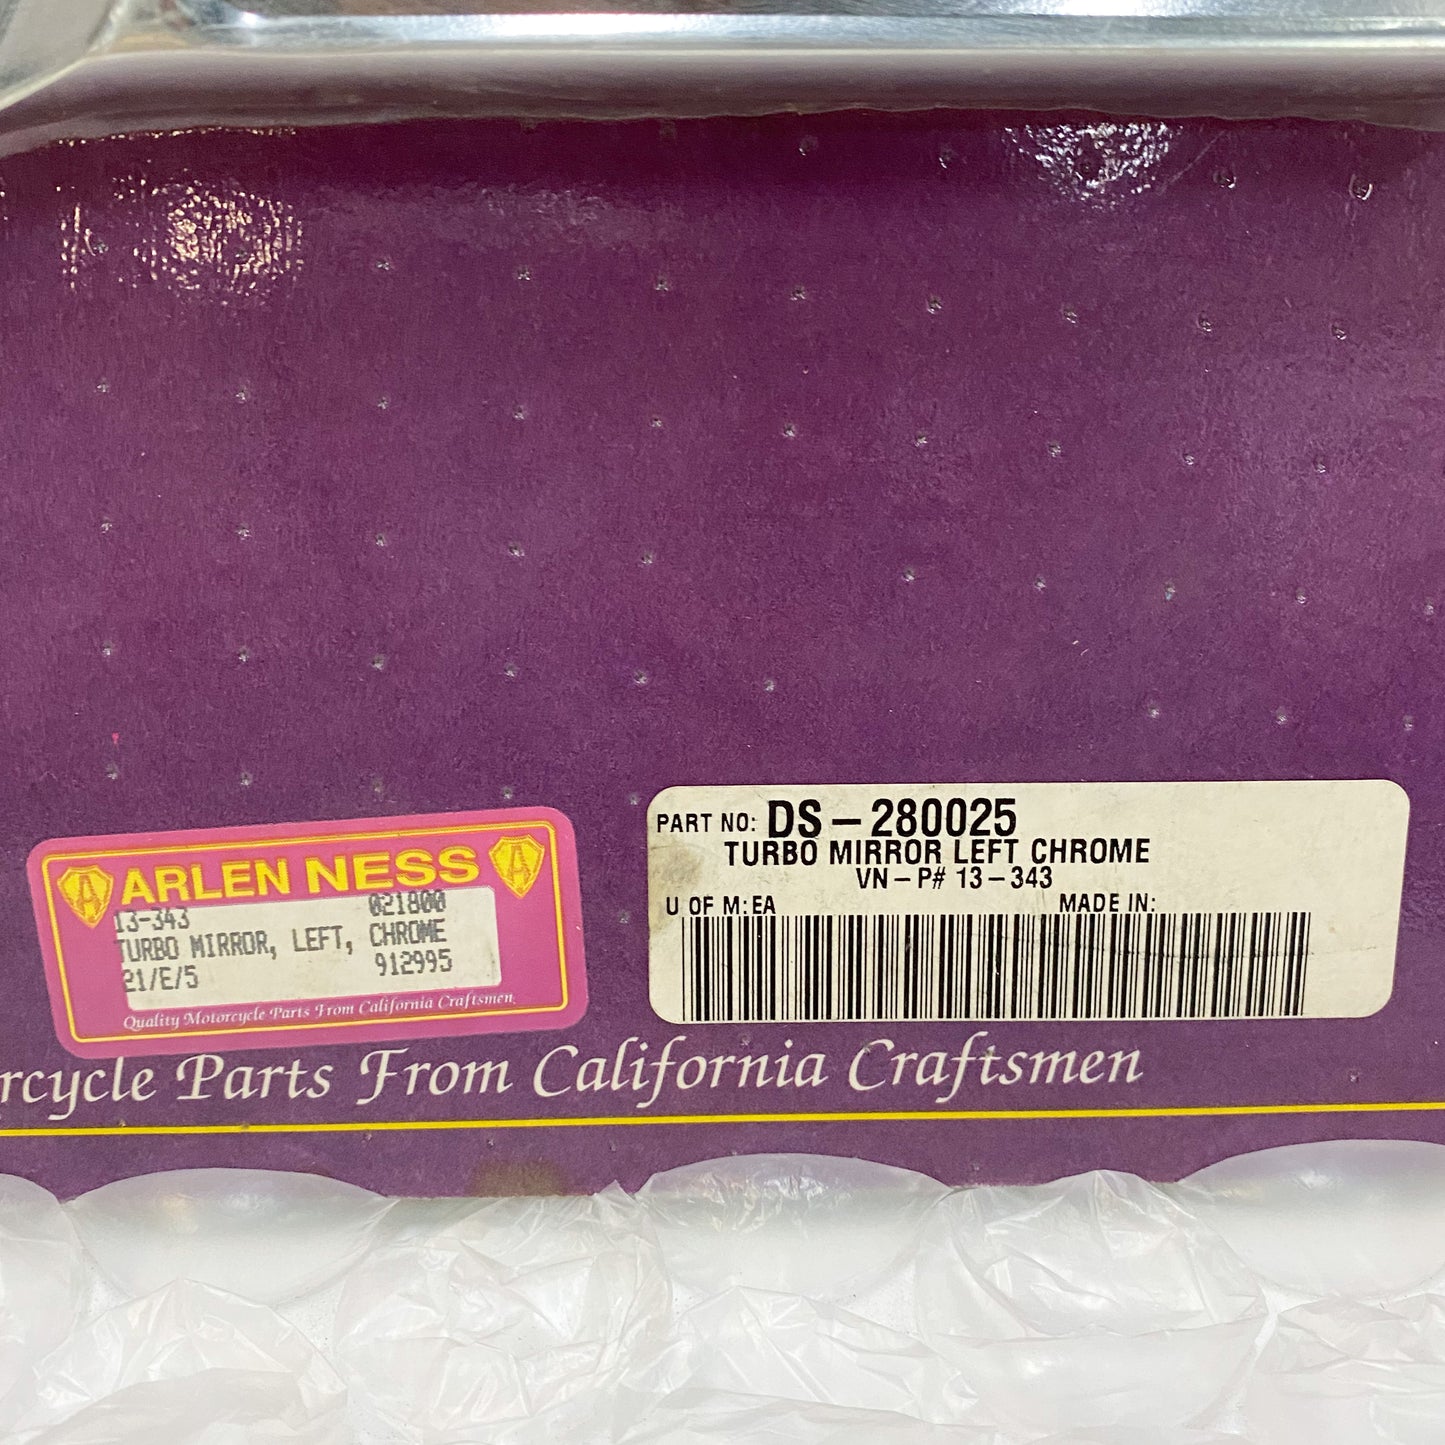 ARLEN NESS
13-343 021800
TURBO MIRROR, LEFT, CHROME
21/E/5 912995
Quality Motorcycle Parts From California Craftsmen
PART NO: DS-280025
TURBO MIRROR LEFT CHROME
VN-P# 13-343
U OF M:EA MADE IN:
rcycle Parts From California Craftsmen